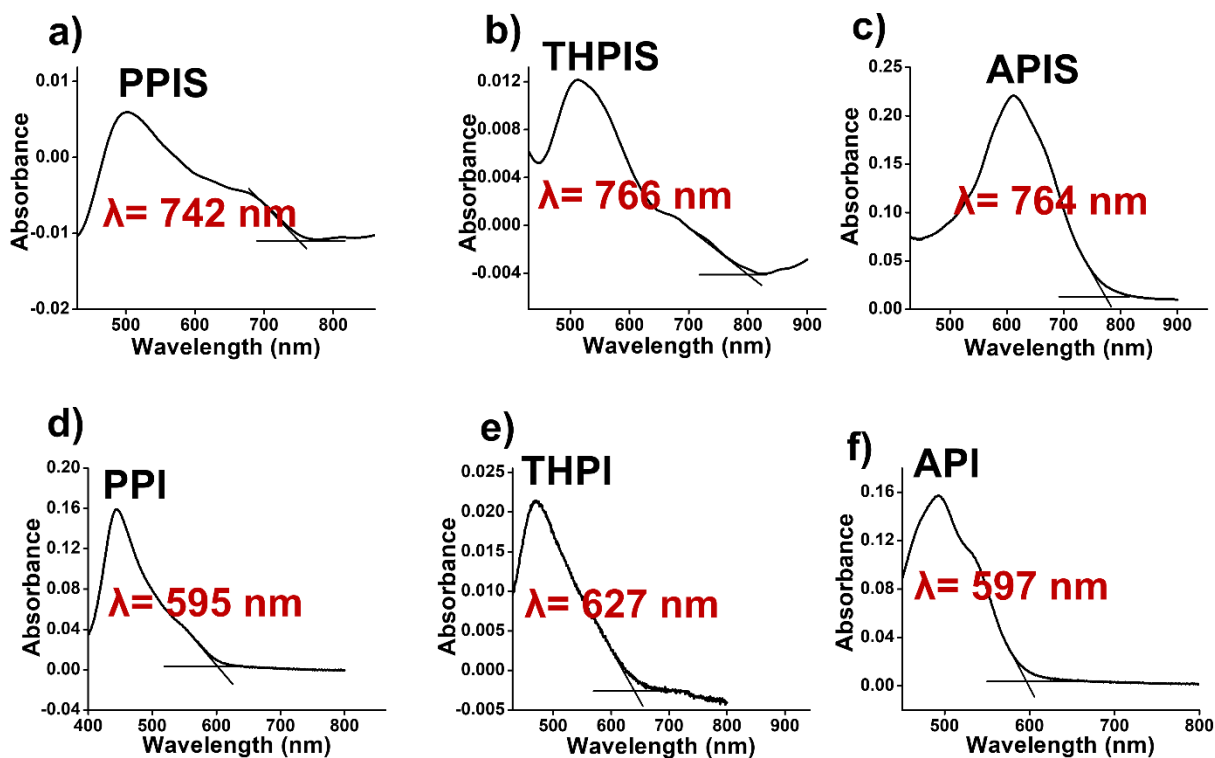 a)
PPIS
Absorbance
0.01
0.00
-0.01
-0.02
λ= 742 nm
500 600 700 800
Wavelength (nm)
b)
THPIS
Absorbance
0.012
0.008
0.004
0.000
-0.004
λ= 766 nm
500 600 700 800 900
Wavelength (nm)
c)
APIS
Absorbance
0.25
0.20
0.15
0.10
0.05
0.00
λ= 764 nm
500 600 700 800 900
Wavelength (nm)
d)
PPI
Absorbance
0.20
0.16
0.12
0.08
0.04
0.00
-0.04
λ= 595 nm
400 500 600 700 800
Wavelength (nm)
e)
THPI
Absorbance
0.025
0.020
0.015
0.010
0.005
0.000
-0.005
λ= 627 nm
500 600 700 800 900
Wavelength (nm)
f)
API
Absorbance
0.16
0.12
0.08
0.04
0.00
λ= 597 nm
500 600 700 800
Wavelength (nm)